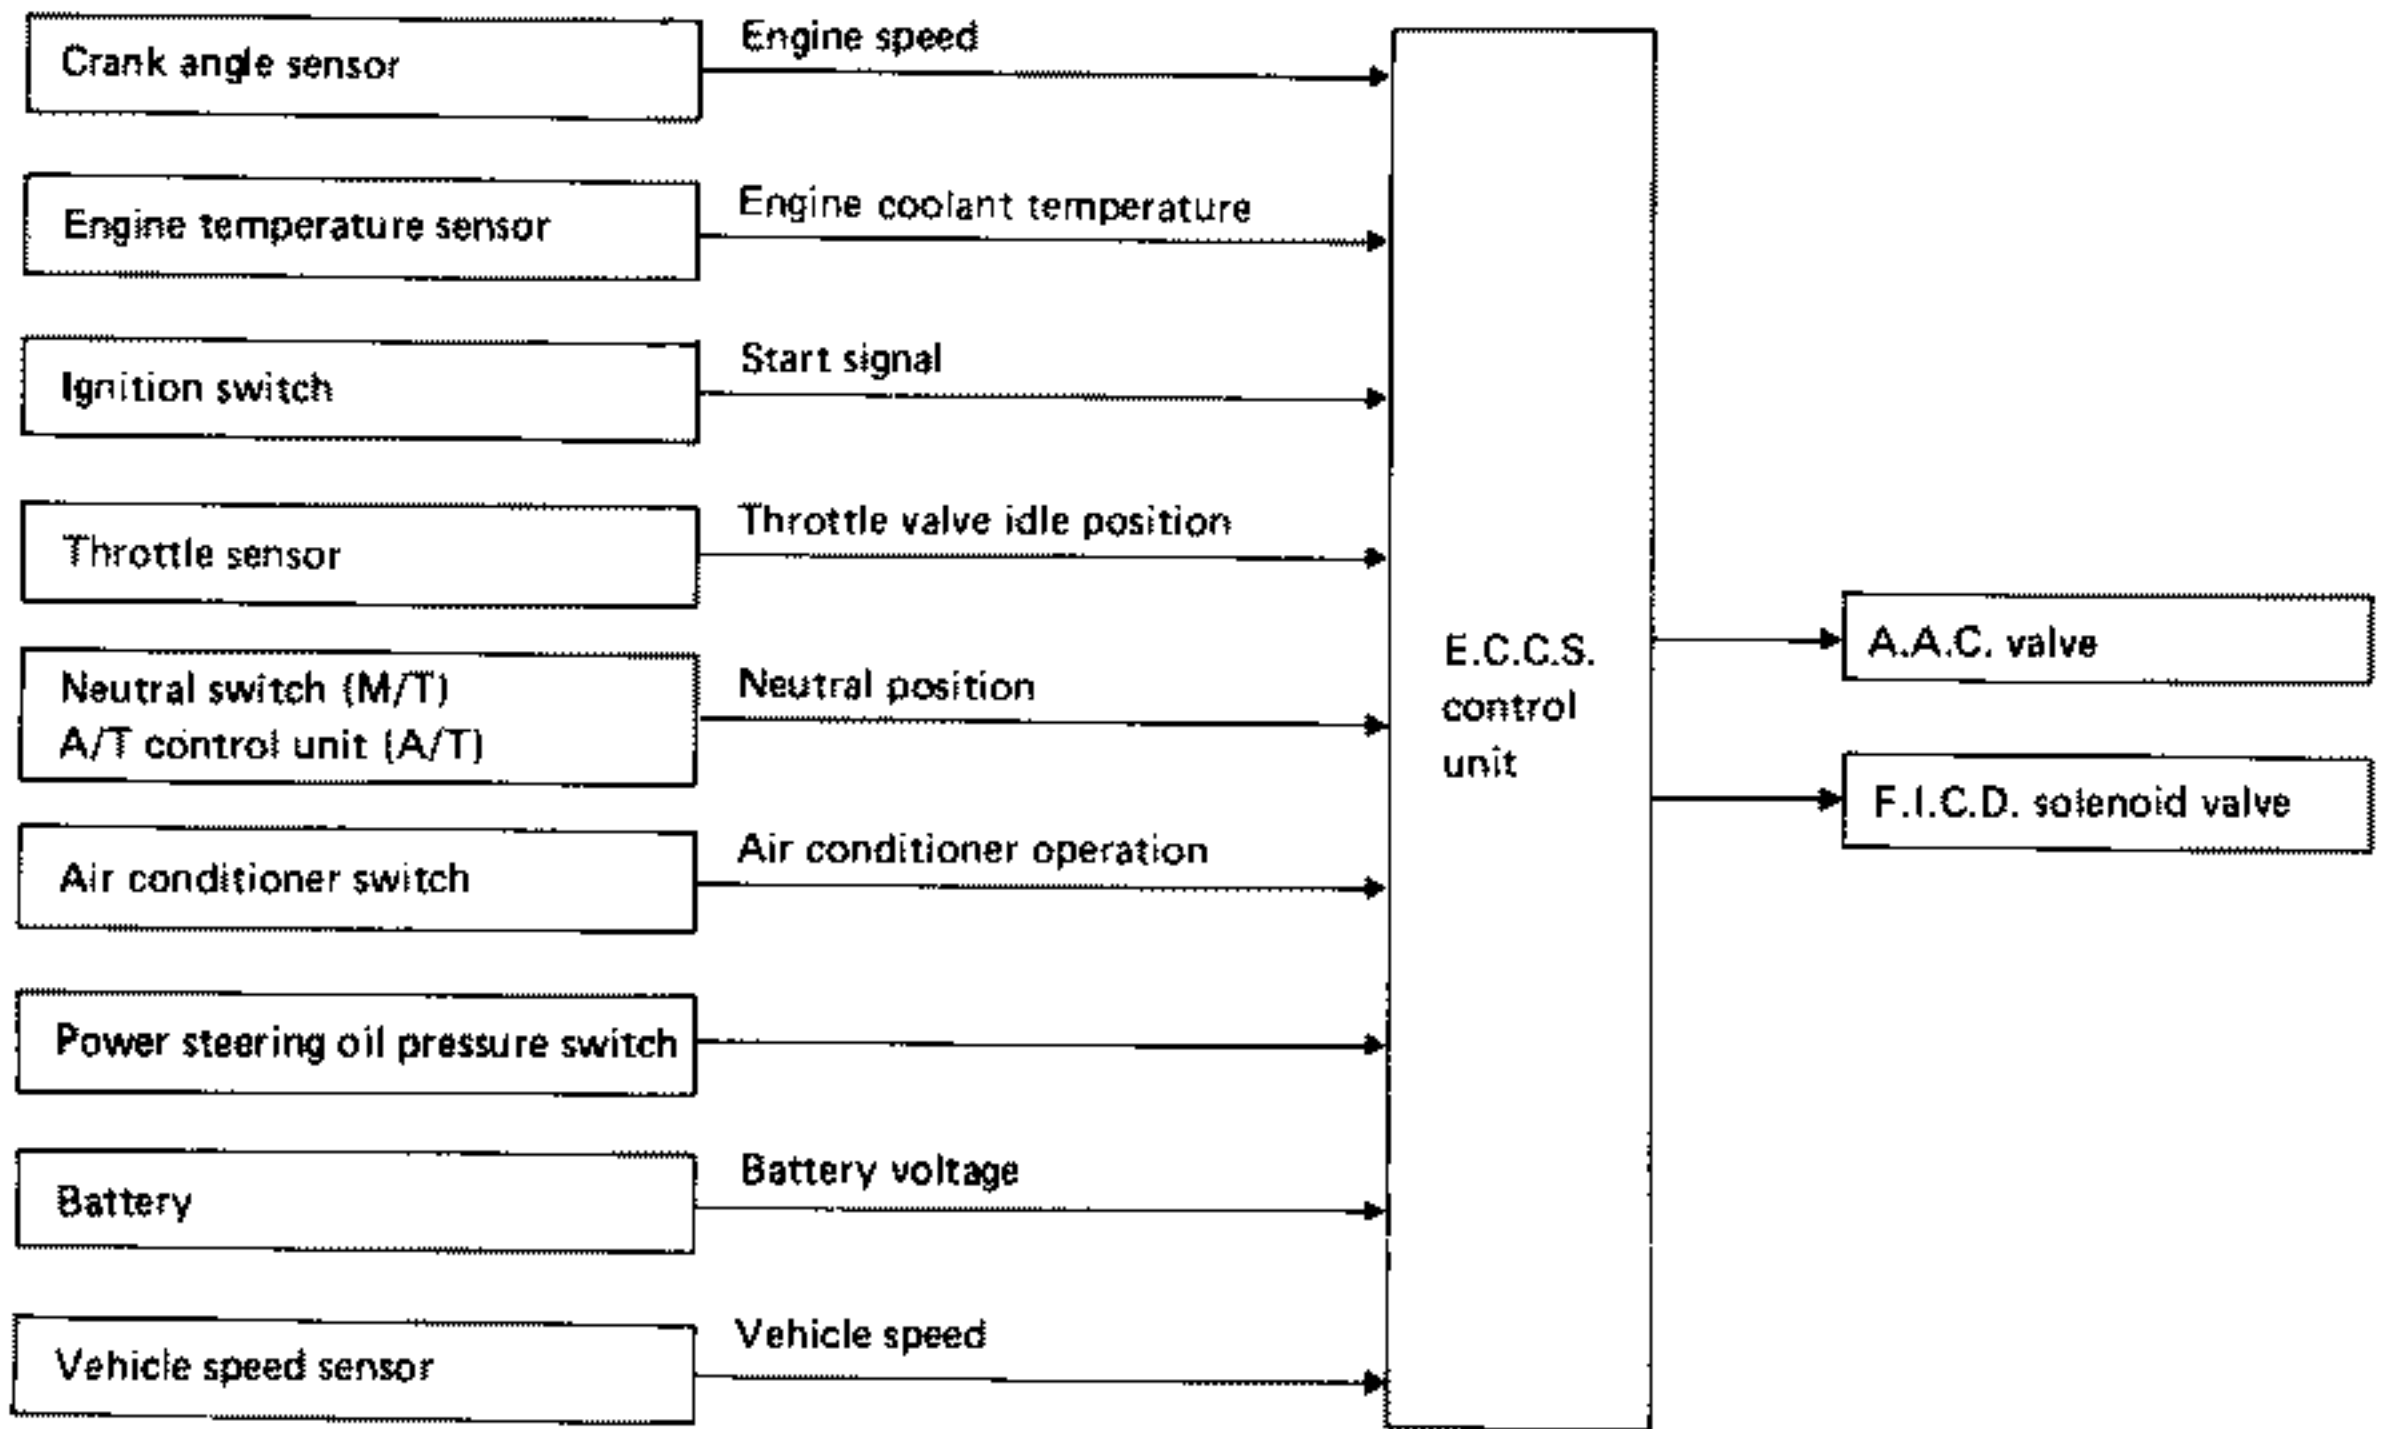 Crank angle sensor
Engine speed
Engine temperature sensor
Engine coolant temperature
Ignition switch
Start signal
Throttle sensor
Throttle valve idle position
Neutral switch (M/T)
A/T control unit (A/T)
Neutral position
Air conditioner switch
Air conditioner operation
Power steering oil pressure switch
Battery
Battery voltage
Vehicle speed sensor
Vehicle speed
E.C.C.S.
control
unit
A.A.C. valve
F.I.C.D. solenoid valve